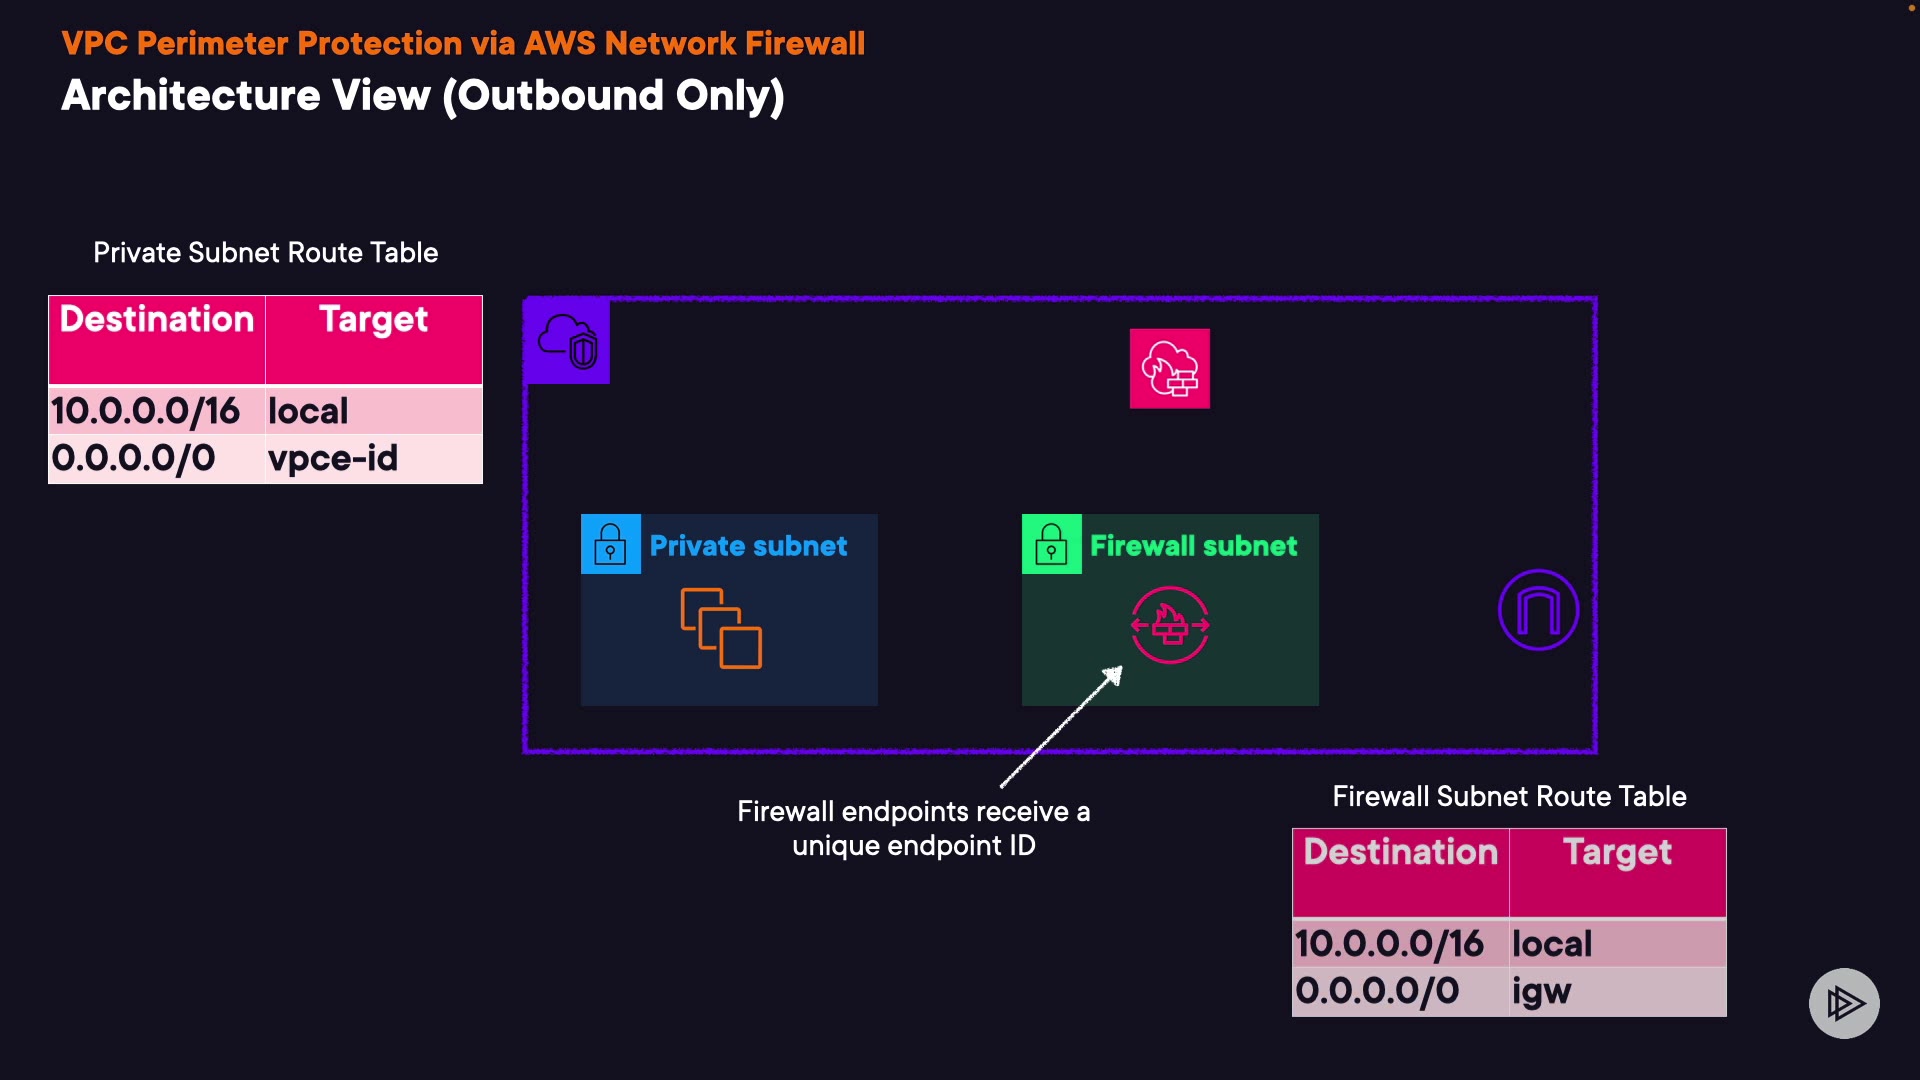 VPC Perimeter Protection via AWS Network Firewall
Architecture View (Outbound Only)
Private Subnet Route Table
Destination Target
10.0.0.0/16 local
0.0.0.0/0 vpce-id
Private subnet
Firewall subnet
Firewall endpoints receive a
unique endpoint ID
Firewall Subnet Route Table
Destination Target
10.0.0.0/16 local
0.0.0.0/0 igw